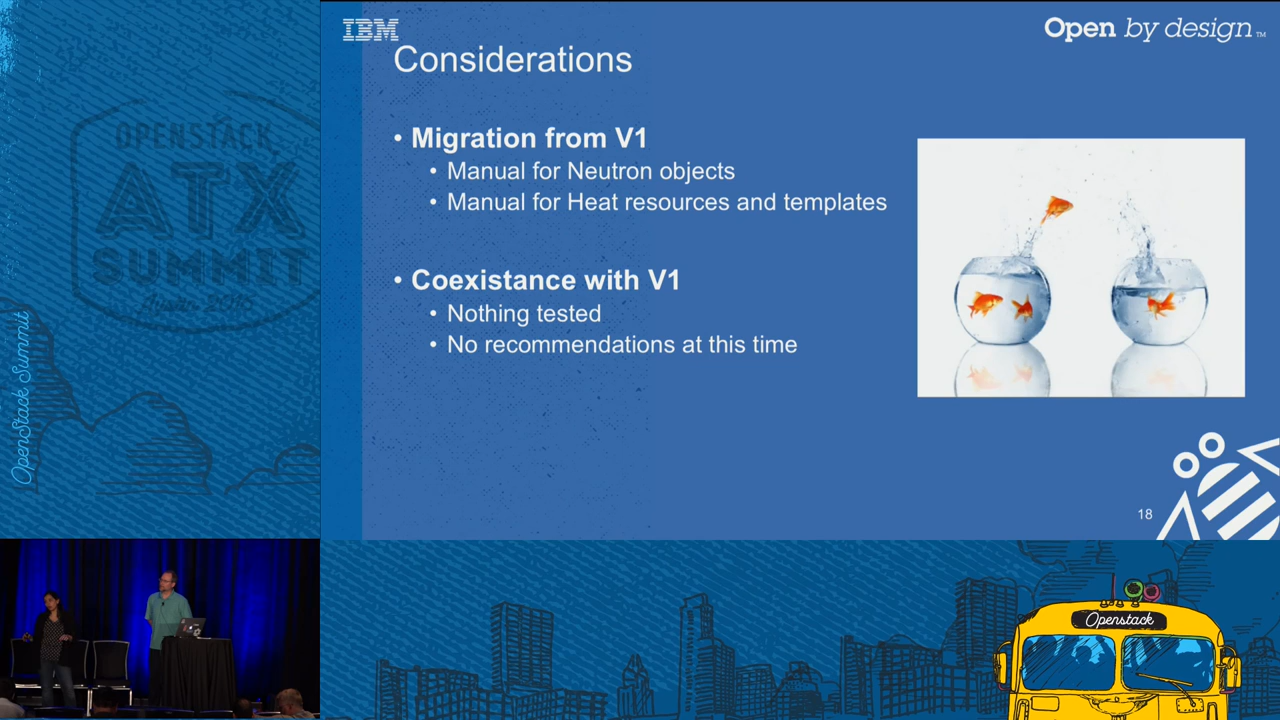 IBM
Open by design™
Considerations
• Migration from V1
• Manual for Neutron objects
• Manual for Heat resources and templates
• Coexistance with V1
• Nothing tested
• No recommendations at this time
18
OPENSTACK
ATX
SUMMIT
Austin 2016
OpenStack Summit
Openstack